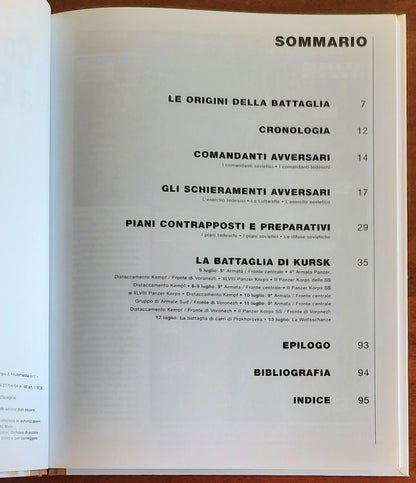 SOMMARIO
LE ORIGINI DELLA BATTAGLIA 7
CRONOLOGIA 12
COMANDANTI AVVERSARI 14
I comandanti sovietici • I comandanti tedeschi
GLI SCHIERAMENTI AVVERSARI 17
L'esercito tedesco • La Luftwaffe • L'esercito sovietico
PIANI CONTRAPPOSTI E PREPARATIVI 29
I piani tedeschi • I piani sovietici • Le difese sovietiche
LA BATTAGLIA DI KURSK 35
5 luglio: 9ª Armata / Fronte centrale • 4ª Armata Panzer,
Distaccamento Kempf / Fronte di Voronezh • XLVIII Panzer Korps • II Panzer Korps delle SS
Distaccamento Kempf • 6-9 luglio: 9ª Armata / Fronte centrale • II Panzer Korps SS
e XLVIII Panzer Korps • Distaccamento Kempf • 10 luglio: 9ª Armata / Fronte centrale
Gruppo di Armate Sud / Fronte di Voronezh • 11 luglio: 9ª Armata / Fronte centrale
Distaccamento Kempf / Fronte di Voronezh • II Panzer Korps SS / Fronte di Voronezh
12 luglio: La battaglia di carri di Prokhorovka • 13 luglio: La Wolfsschanze
EPILOGO 93
BIBLIOGRAFIA 94
INDICE 95